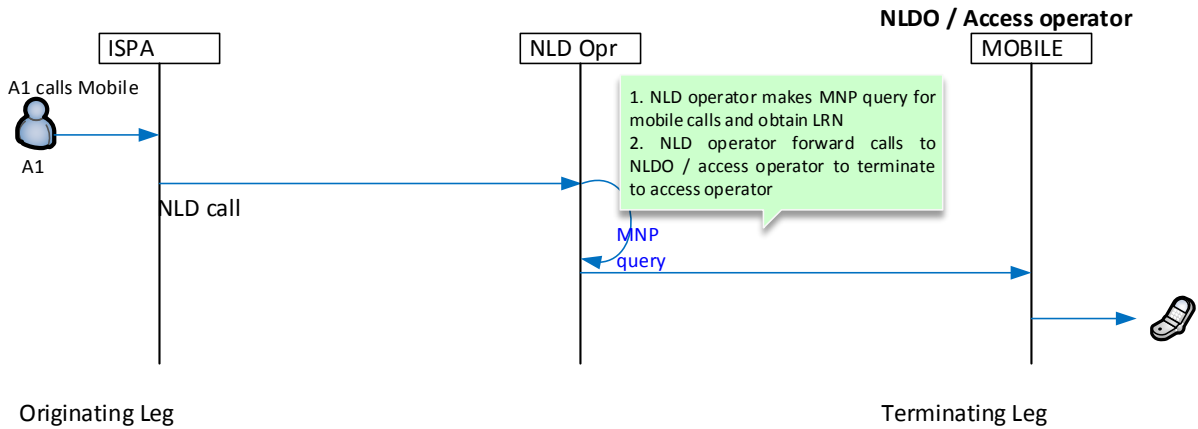 NLDO / Access operator
ISPA
NLD Opr
MOBILE
A1 calls Mobile
A1
1. NLD operator makes MNP query for
mobile calls and obtain LRN
2. NLD operator forward calls to
NLDO / access operator to terminate
to access operator
NLD call
MNP
query
Originating Leg
Terminating Leg